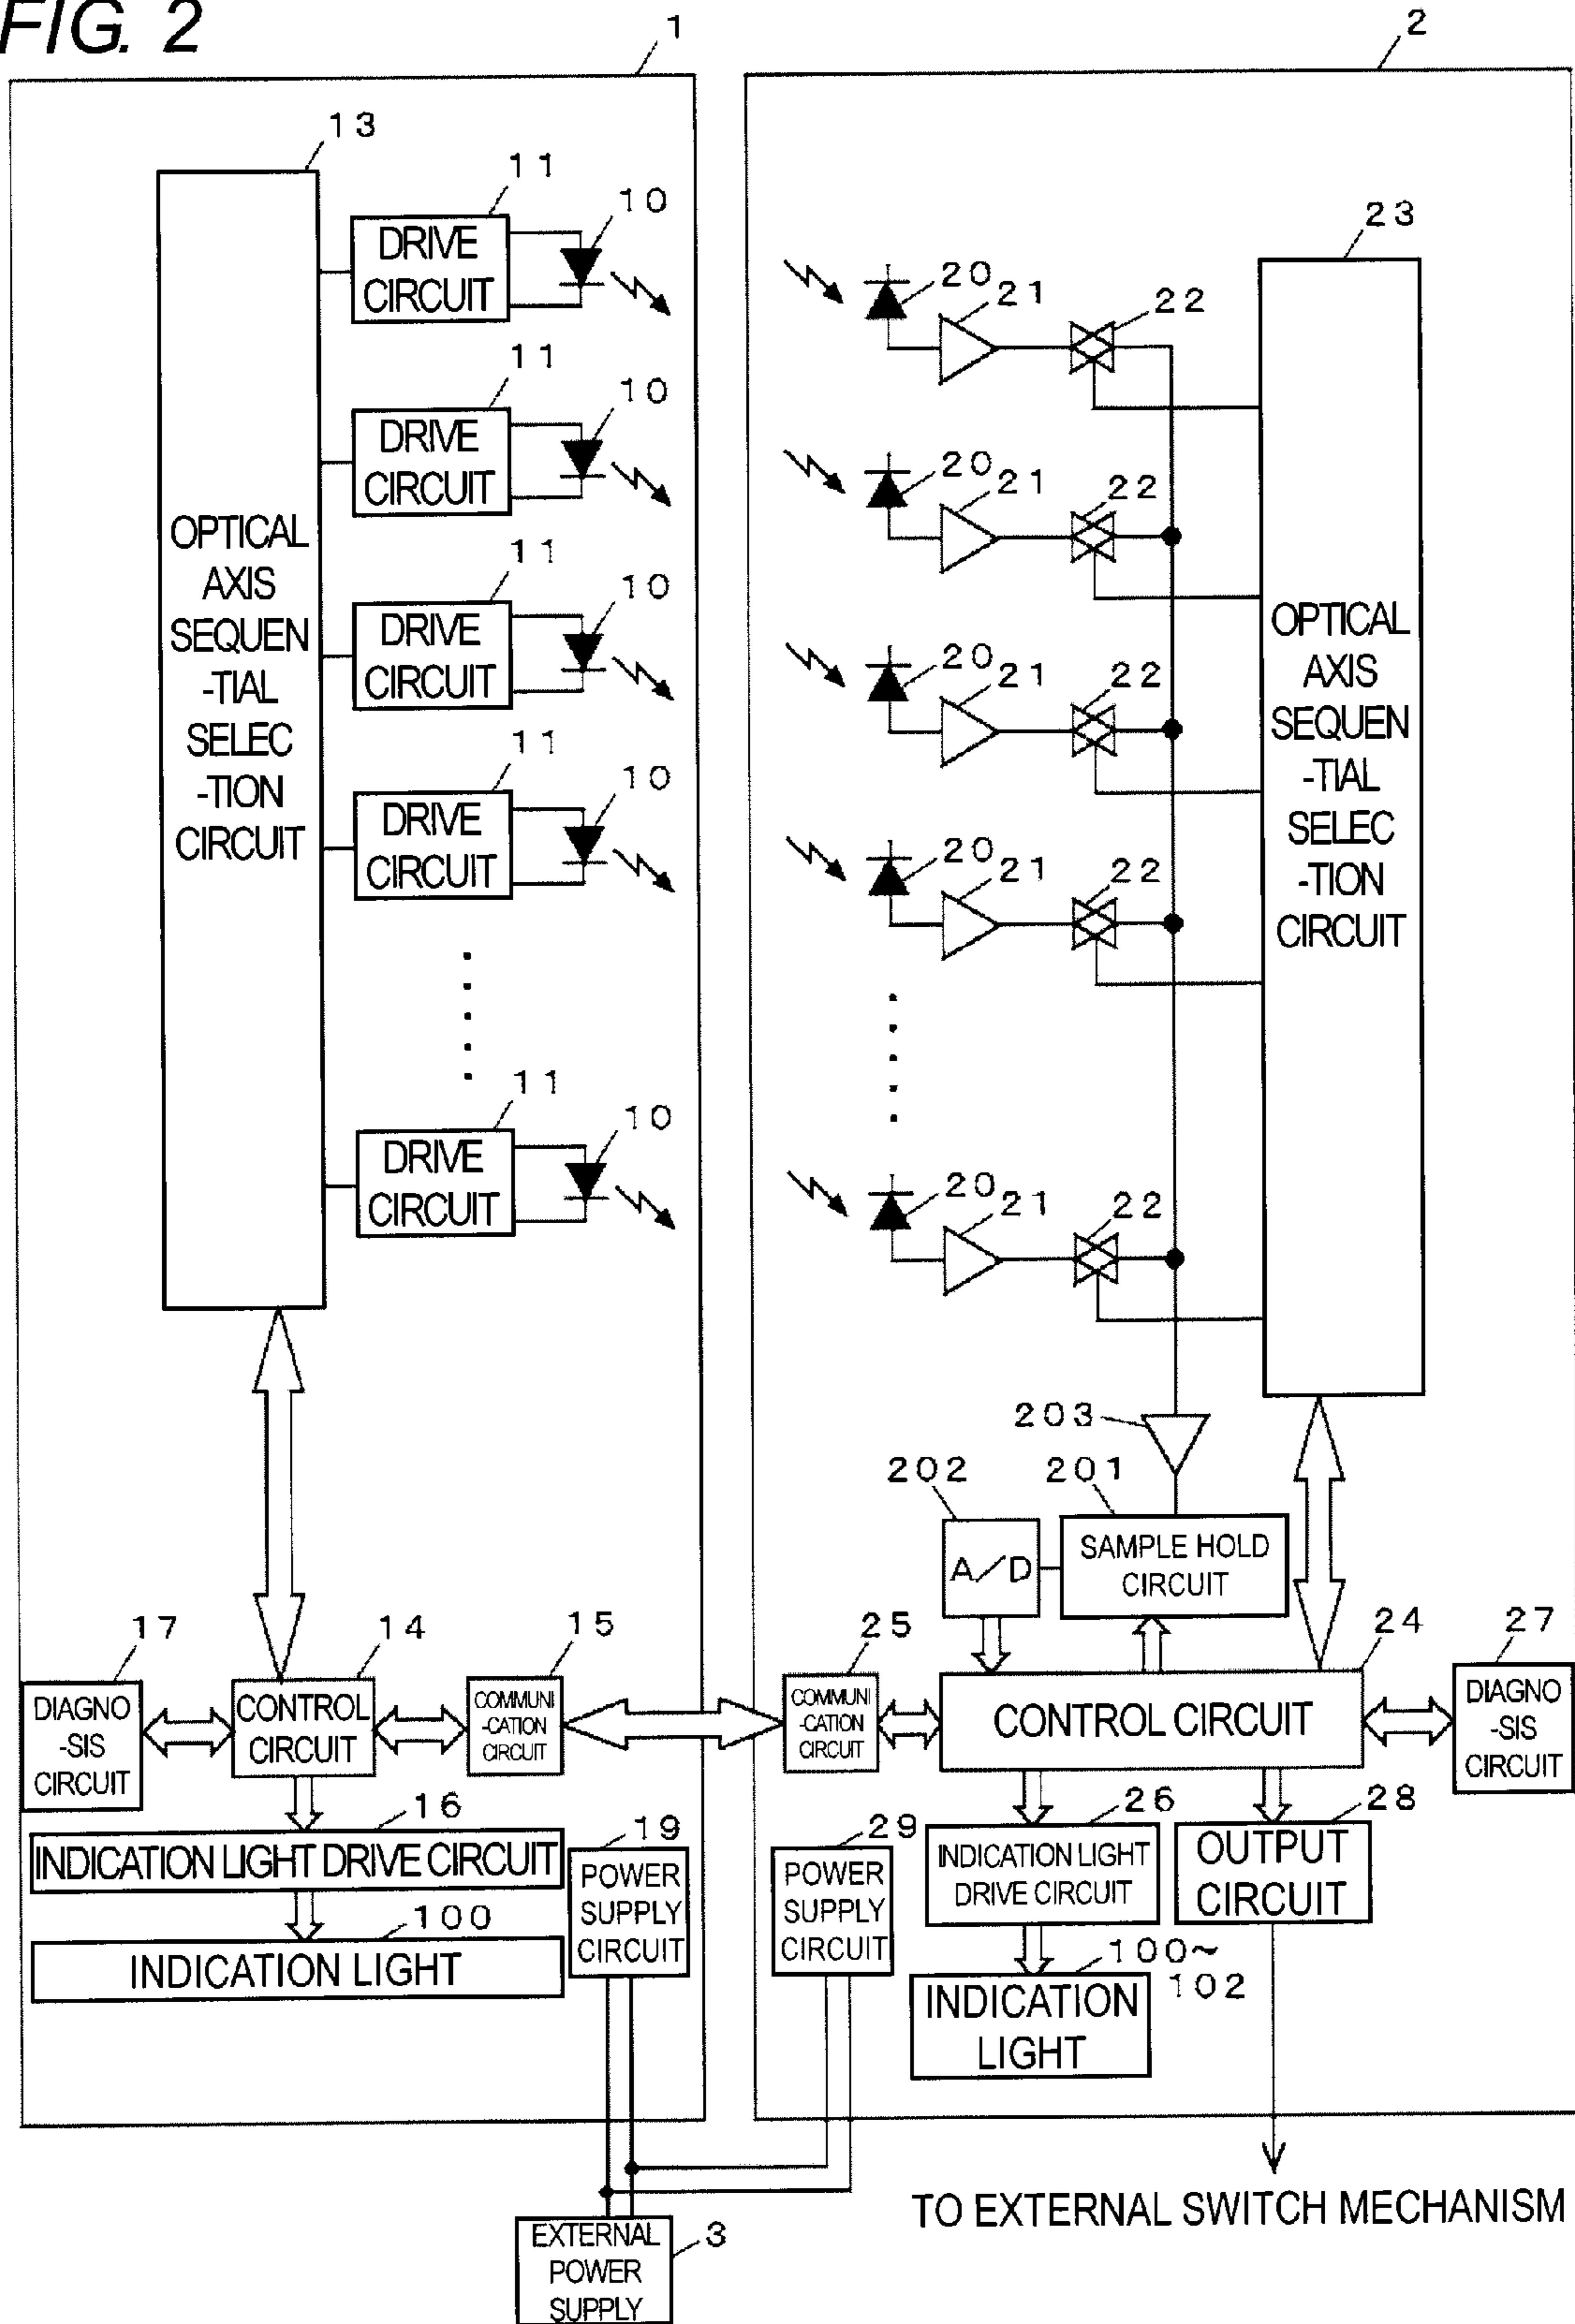 FIG. 2
1
2
13
11
10
DRIVE
CIRCUIT
11
10
DRIVE
CIRCUIT
11
10
DRIVE
CIRCUIT
11
10
DRIVE
CIRCUIT
11
10
DRIVE
CIRCUIT
OPTICAL
AXIS
SEQUEN
-TIAL
SELEC
-TION
CIRCUIT
20
21
22
20
21
22
20
21
22
20
21
22
20
21
22
23
OPTICAL
AXIS
SEQUEN
-TIAL
SELEC
-TION
CIRCUIT
203
202
201
A/D
SAMPLE HOLD
CIRCUIT
17
DIAGNO
-SIS
CIRCUIT
14
CONTROL
CIRCUIT
15
COMMUNI
-CATION
CIRCUIT
25
COMMUNI
-CATION
CIRCUIT
24
CONTROL CIRCUIT
27
DIAGNO
-SIS
CIRCUIT
16
INDICATION LIGHT DRIVE CIRCUIT
100
INDICATION LIGHT
19
POWER
SUPPLY
CIRCUIT
29
POWER
SUPPLY
CIRCUIT
26
INDICATION LIGHT
DRIVE CIRCUIT
28
OUTPUT
CIRCUIT
100~
102
INDICATION
LIGHT
TO EXTERNAL SWITCH MECHANISM
3
EXTERNAL
POWER
SUPPLY